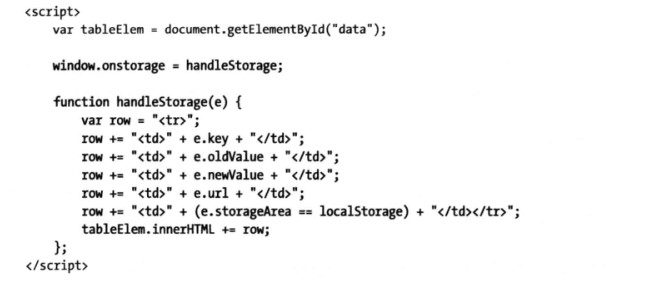 <script>
var tableElem = document.getElementById("data");
window.onstorage = handleStorage;
function handleStorage(e) {
var row = "<tr>";
row += "<td>" + e.key + "</td>";
row += "<td>" + e.oldValue + "</td>";
row += "<td>" + e.newValue + "</td>";
row += "<td>" + e.url + "</td>";
row += "<td>" + (e.storageArea == localStorage) + "</td></tr>";
tableElem.innerHTML += row;
};
</script>